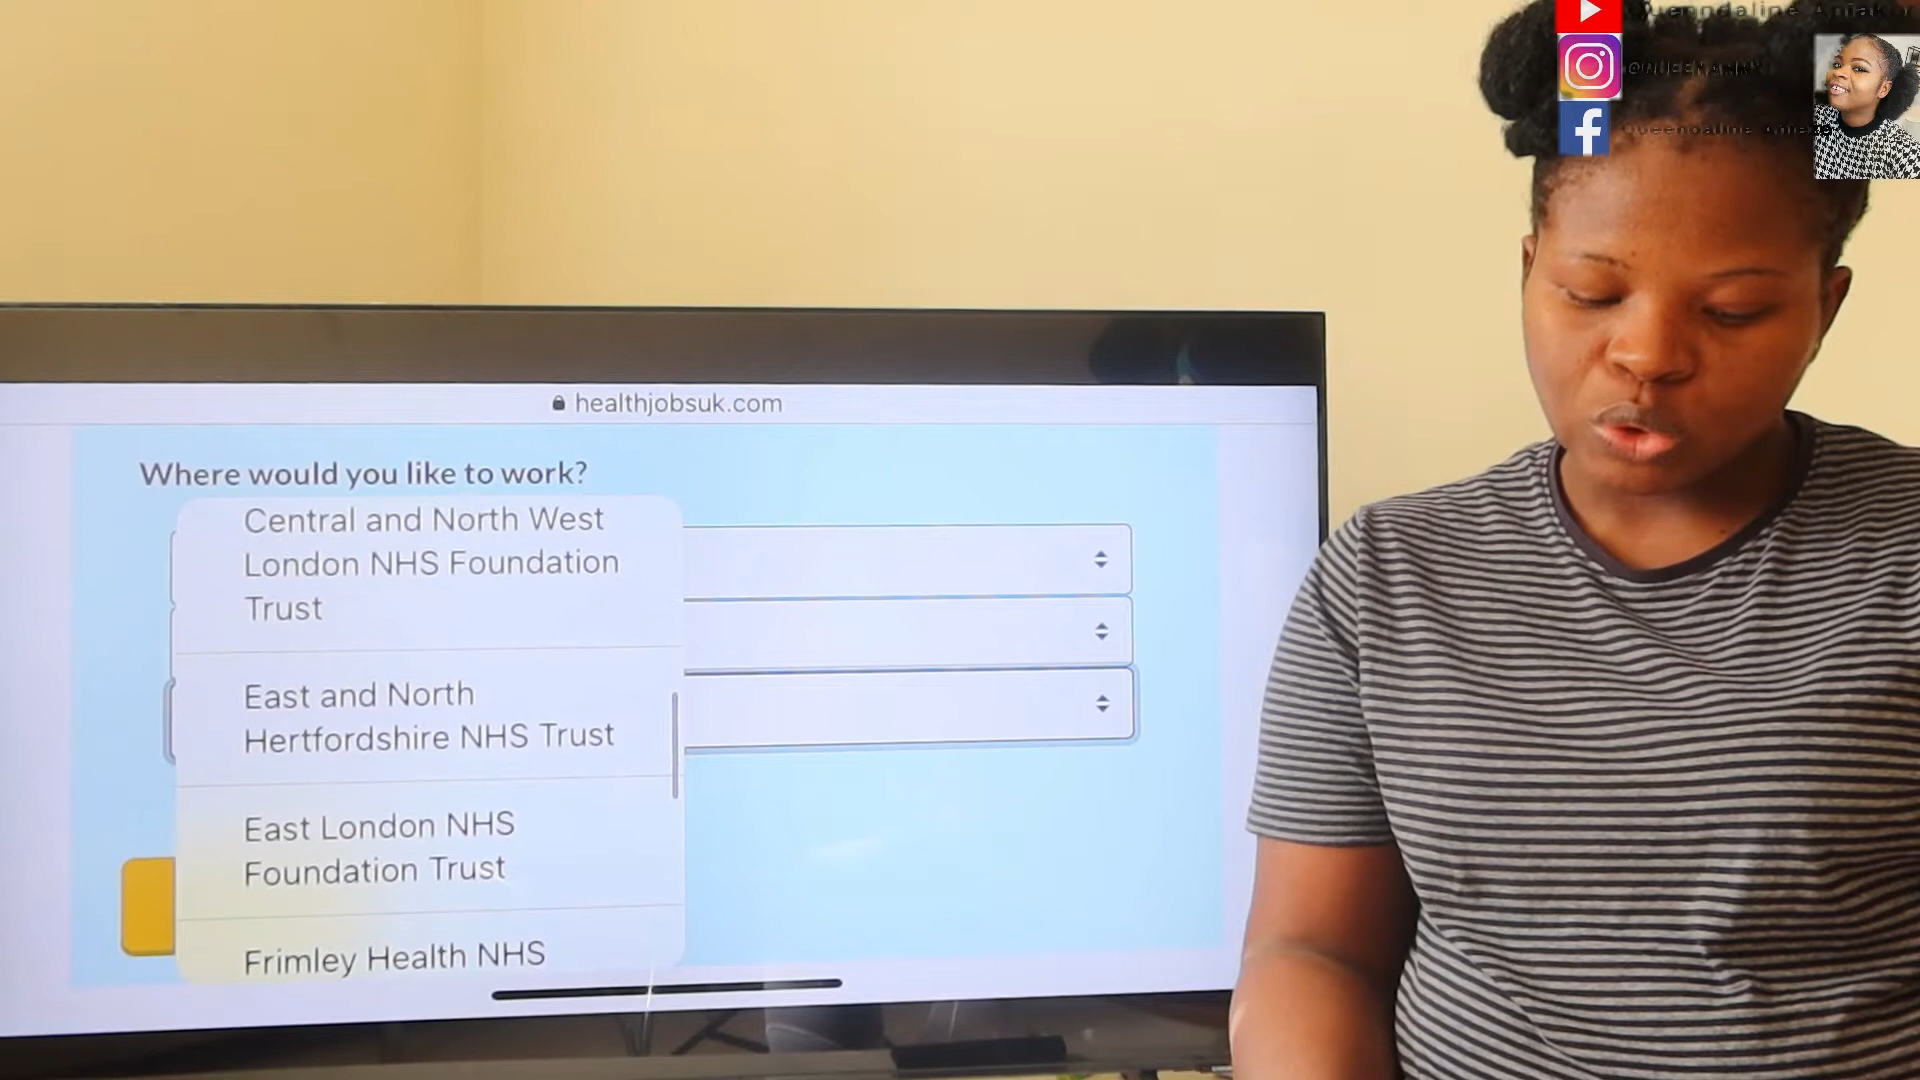 healthjobsuk.com
Where would you like to work?
Central and North West
London NHS Foundation
Trust
East and North
Hertfordshire NHS Trust
East London NHS
Foundation Trust
Frimley Health NHS